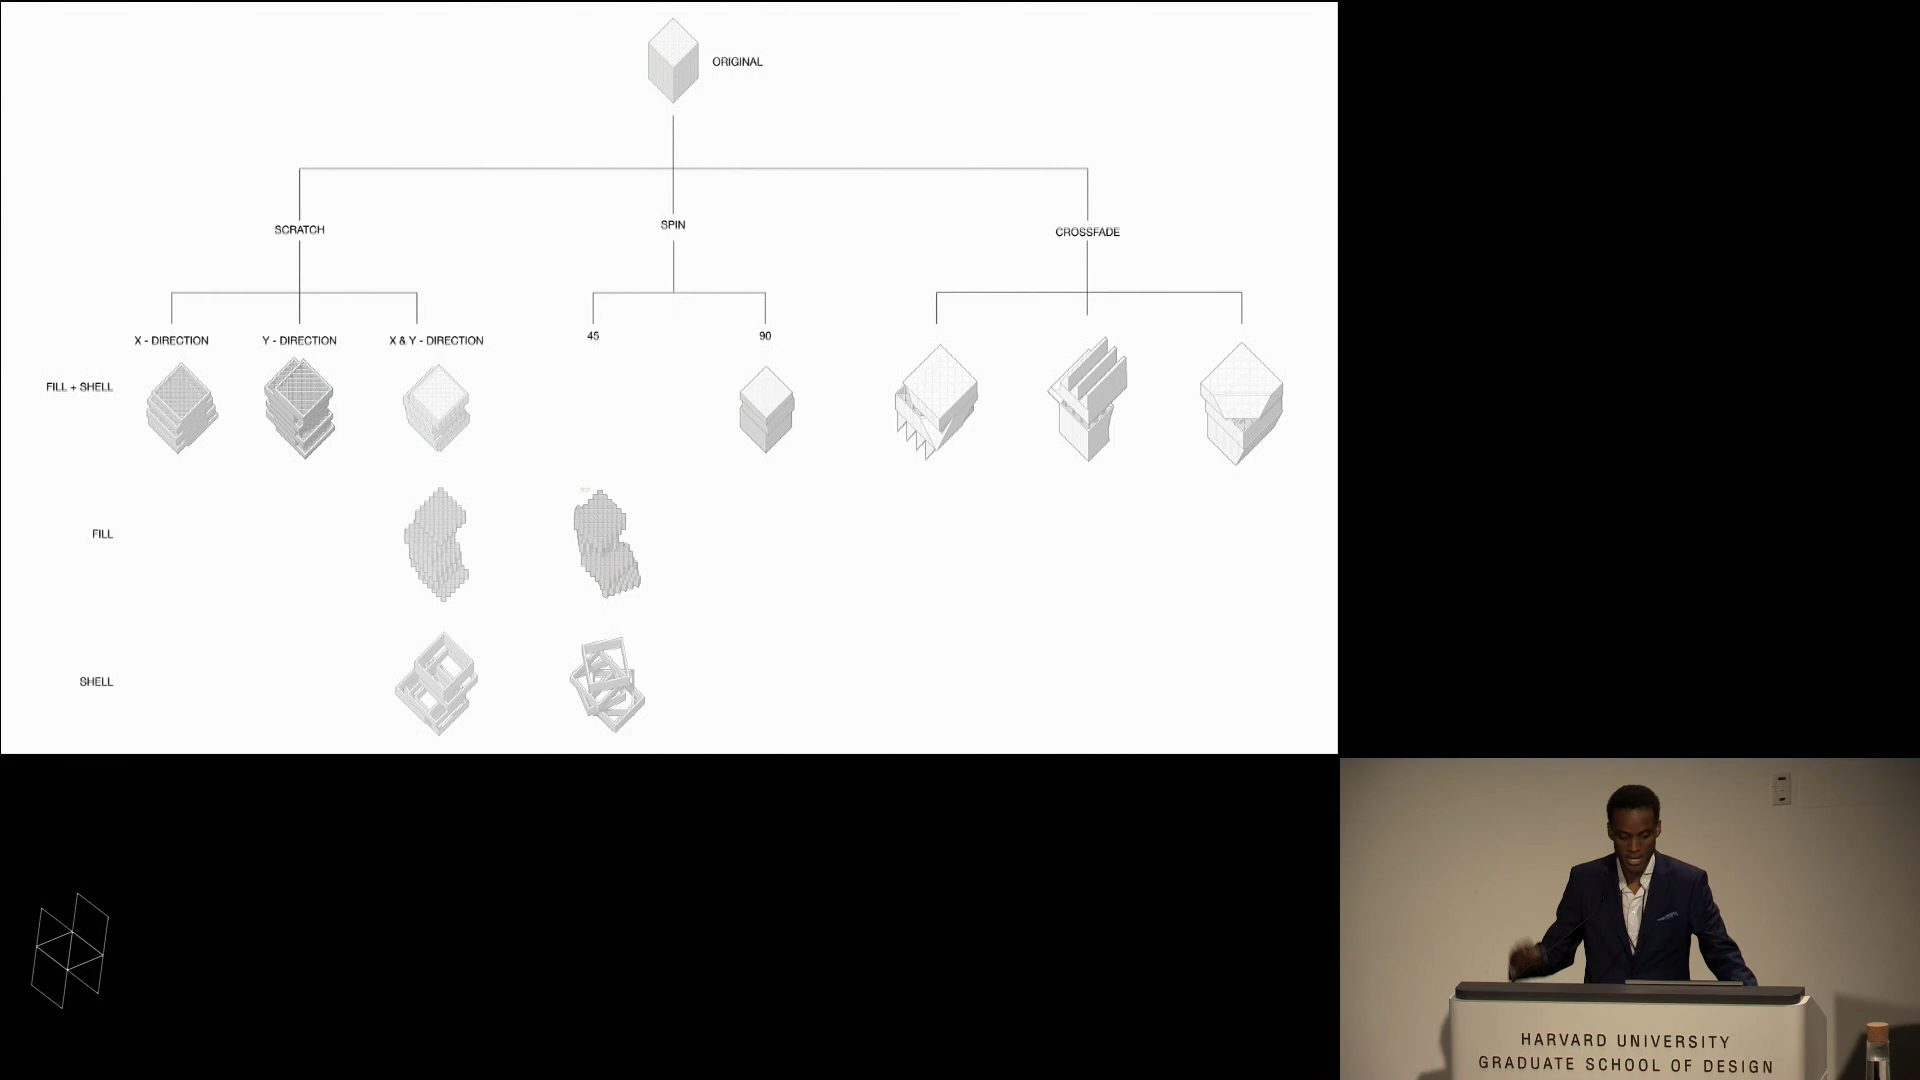 ORIGINAL
SCRATCH
SPIN
CROSSFADE
X - DIRECTION
Y - DIRECTION
X & Y - DIRECTION
45
90
FILL + SHELL
FILL
SHELL
HARVARD UNIVERSITY
GRADUATE SCHOOL OF DESIGN